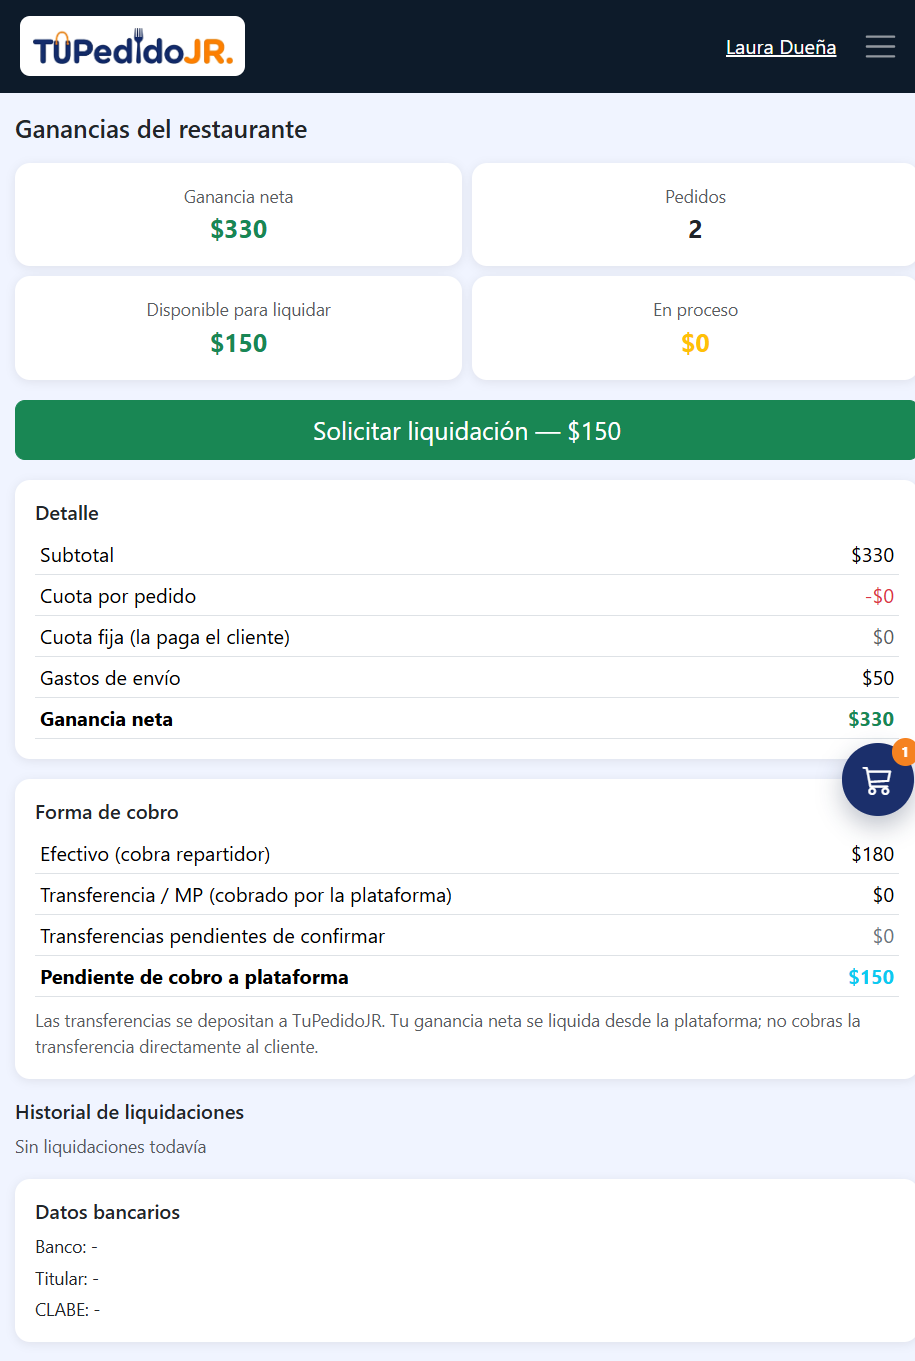 TUPedidoJR.
Laura Dueña
Ganancias del restaurante
Ganancia neta
$330
Pedidos
2
Disponible para liquidar
$150
En proceso
$0
Solicitar liquidación — $150
Detalle
Subtotal $330
Cuota por pedido -$0
Cuota fija (la paga el cliente) $0
Gastos de envío $50
Ganancia neta $330
1
Forma de cobro
Efectivo (cobra repartidor) $180
Transferencia / MP (cobrado por la plataforma) $0
Transferencias pendientes de confirmar $0
Pendiente de cobro a plataforma $150
Las transferencias se depositan a TuPedidoJR. Tu ganancia neta se liquida desde la plataforma; no cobras la
transferencia directamente al cliente.
Historial de liquidaciones
Sin liquidaciones todavía
Datos bancarios
Banco: -
Titular: -
CLABE: -